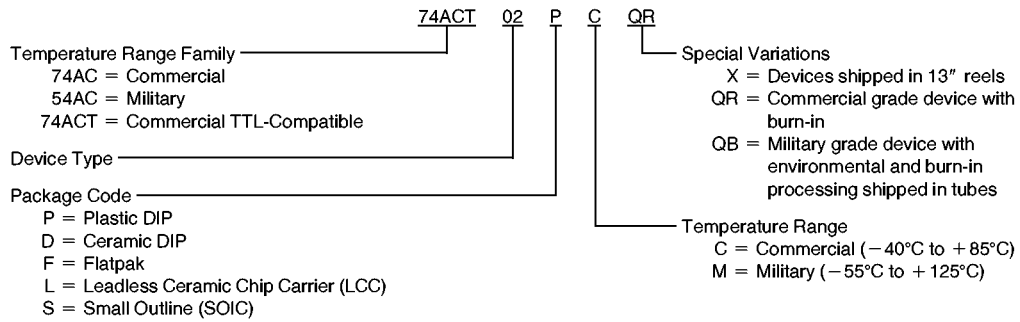 74ACT 02 P C QR
Temperature Range Family
74AC = Commercial
54AC = Military
74ACT = Commercial TTL-Compatible
Device Type
Package Code
P = Plastic DIP
D = Ceramic DIP
F = Flatpak
L = Leadless Ceramic Chip Carrier (LCC)
S = Small Outline (SOIC)
Special Variations
X = Devices shipped in 13″ reels
QR = Commercial grade device with
burn-in
QB = Military grade device with
environmental and burn-in
processing shipped in tubes
Temperature Range
C = Commercial (−40°C to +85°C)
M = Military (−55°C to +125°C)